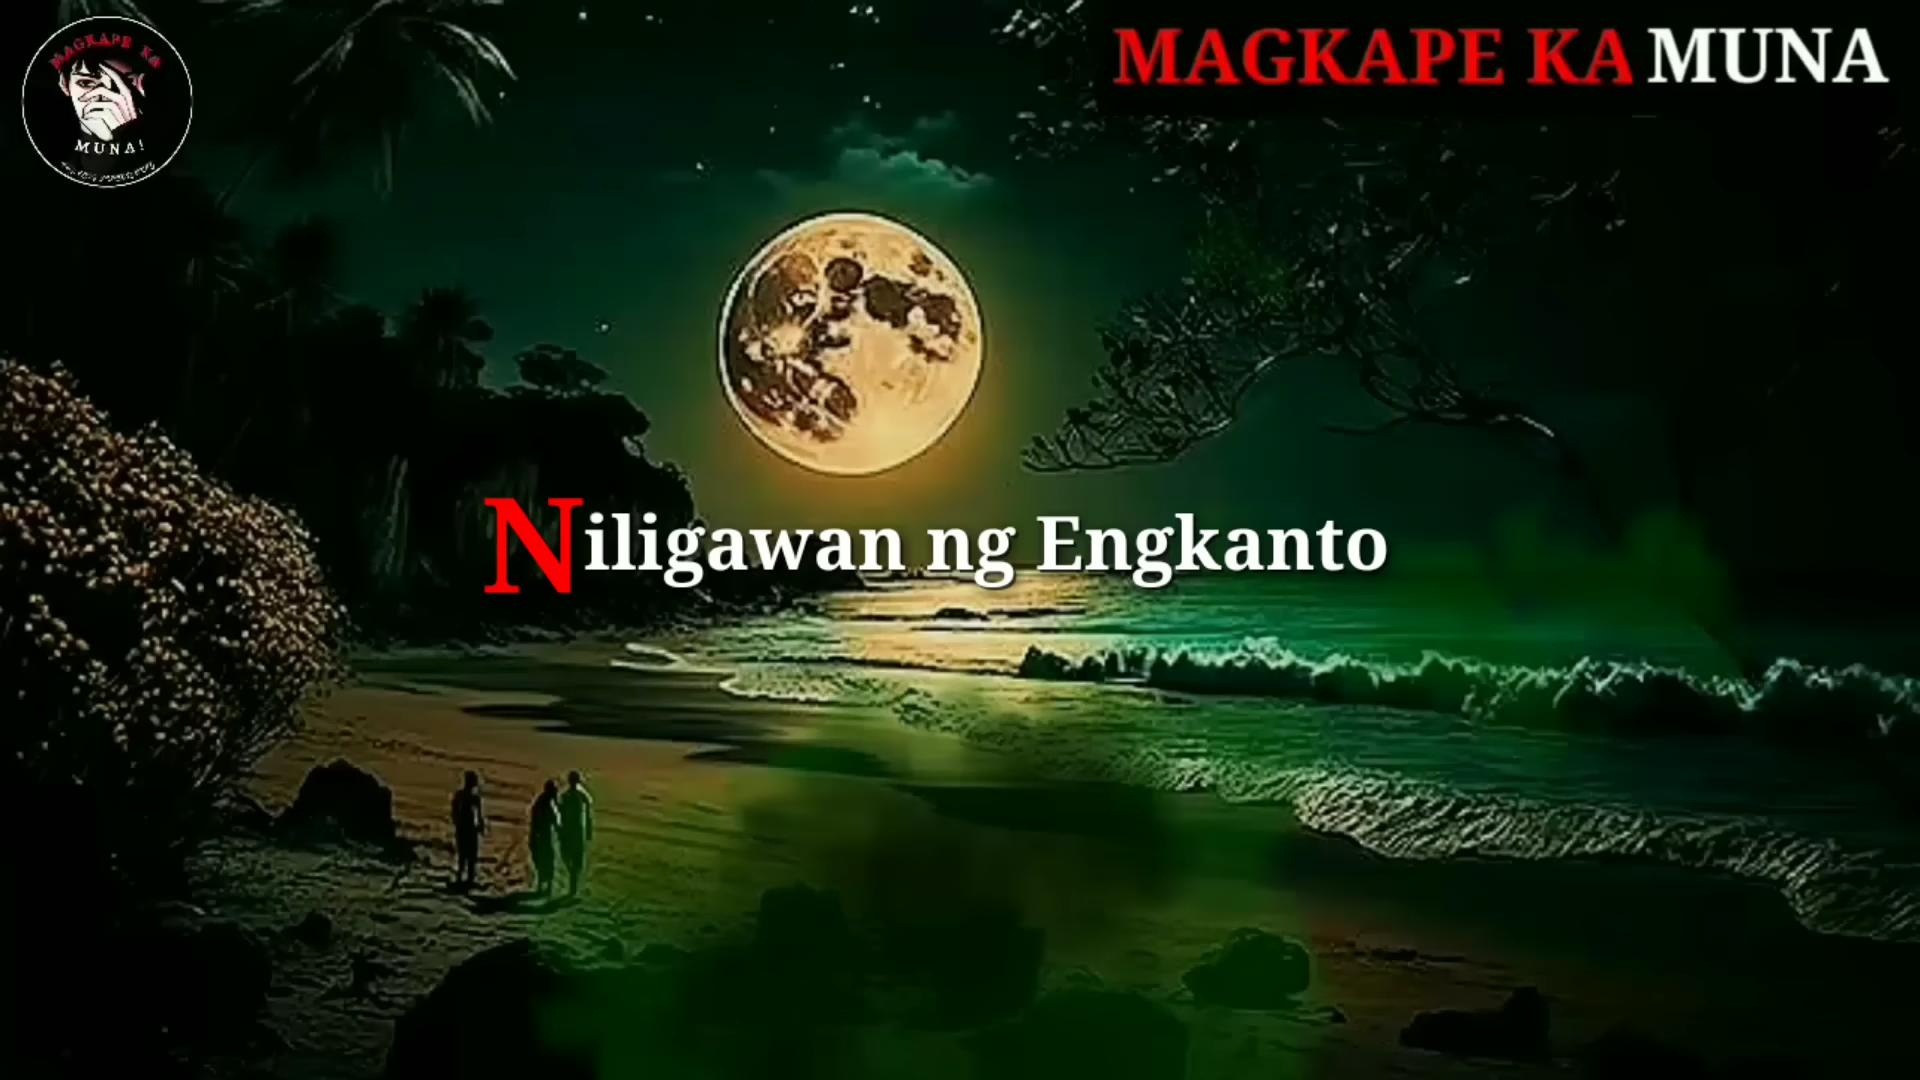 MAGKAPE KA
MUNA!
MAGKAPE KA MUNA
Niligawan ng Engkanto